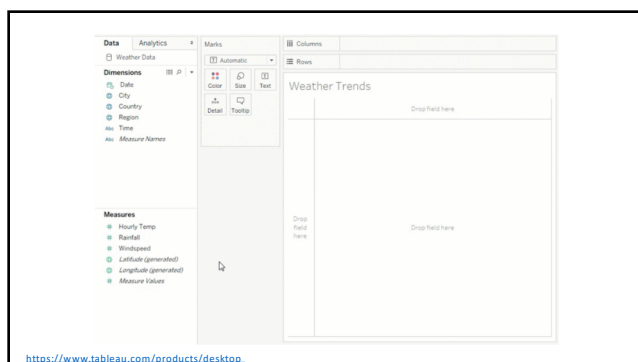 Data Analytics
Weather Data
Dimensions
Date
City
Country
Region
Abc Time
Abc Measure Names
Measures
Hourly Temp
Rainfall
Windspeed
Latitude (generated)
Longitude (generated)
Measure Values
Marks
Automatic
Color Size Text
Detail Tooltip
Columns
Rows
Weather Trends
Drop field here
Drop
field
here
Drop field here
https://www.tableau.com/products/desktop